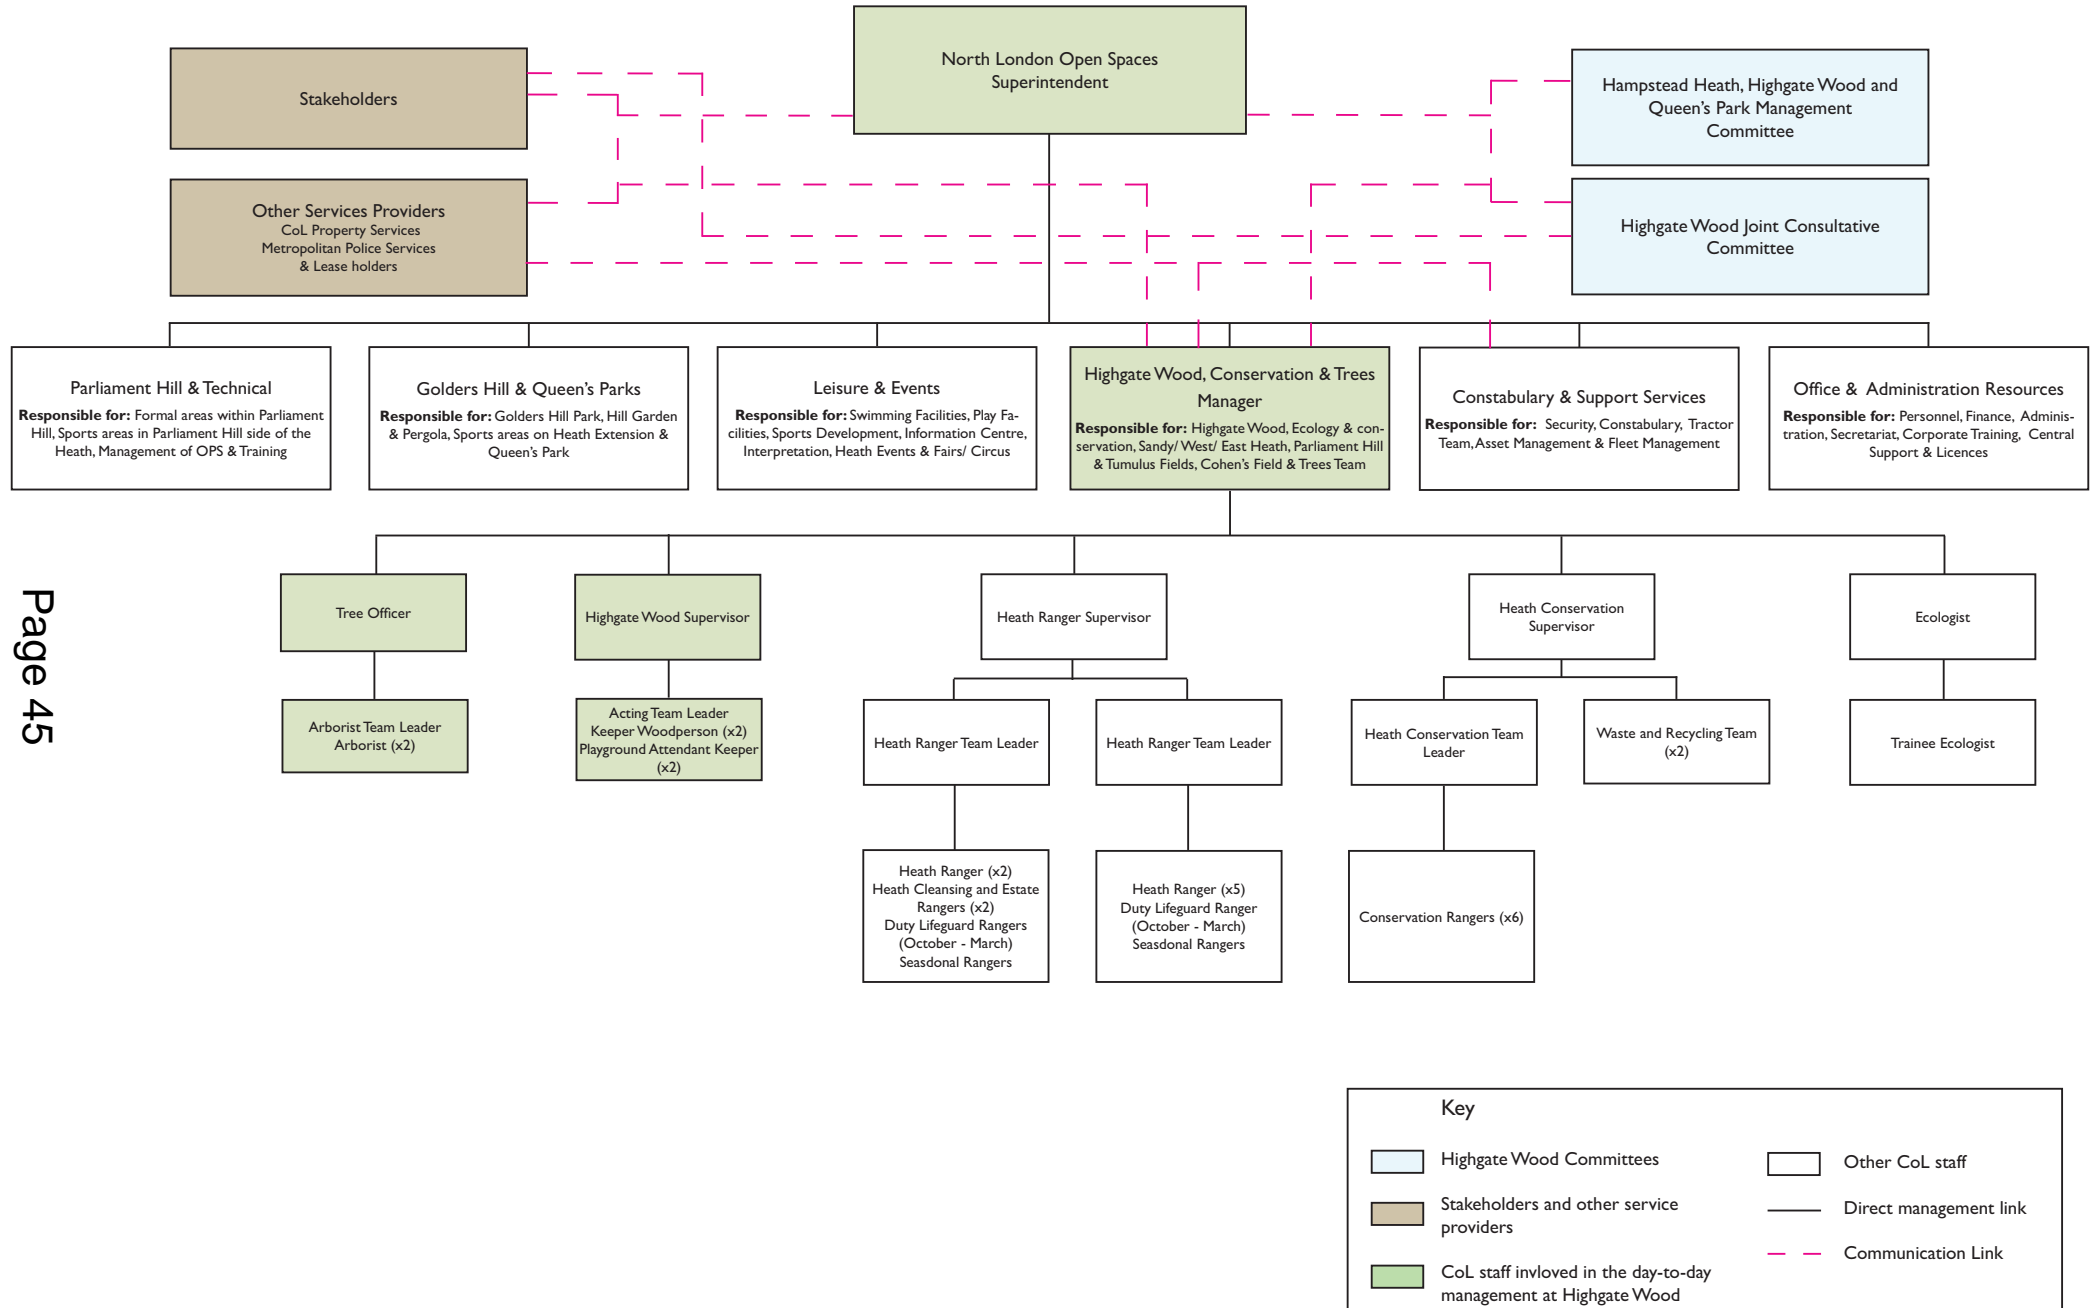 North London Open Spaces
Superintendent
Stakeholders
Hampstead Heath, Highgate Wood and
Queen's Park Management
Committee
Other Services Providers
CoL Property Services
Metropolitan Police Services
& Lease holders
Highgate Wood Joint Consultative
Committee
Parliament Hill & Technical
Responsible for: Formal areas within Parliament
Hill, Sports areas in Parliament Hill side of the
Heath, Management of OPS & Training
Golders Hill & Queen's Parks
Responsible for: Golders Hill Park, Hill Garden
& Pergola, Sports areas on Heath Extension &
Queen's Park
Leisure & Events
Responsible for: Swimming Facilities, Play Fa-
cilities, Sports Development, Information Centre,
Interpretation, Heath Events & Fairs/ Circus
Highgate Wood, Conservation & Trees
Manager
Responsible for: Highgate Wood, Ecology & con-
servation, Sandy/ West/ East Heath, Parliament Hill
& Tumulus Fields, Cohen's Field & Trees Team
Constabulary & Support Services
Responsible for: Security, Constabulary, Tractor
Team, Asset Management & Fleet Management
Office & Administration Resources
Responsible for: Personnel, Finance, Adminis-
tration, Secretariat, Corporate Training, Central
Support & Licences
Tree Officer
Highgate Wood Supervisor
Heath Ranger Supervisor
Heath Conservation
Supervisor
Ecologist
Arborist Team Leader
Arborist (x2)
Acting Team Leader
Keeper Woodperson (x2)
Playground Attendant Keeper
(x2)
Heath Ranger Team Leader
Heath Ranger Team Leader
Heath Conservation Team
Leader
Waste and Recycling Team
(x2)
Trainee Ecologist
Heath Ranger (x2)
Heath Cleansing and Estate
Rangers (x2)
Duty Lifeguard Rangers
(October - March)
Seasdonal Rangers
Heath Ranger (x5)
Duty Lifeguard Ranger
(October - March)
Seasdonal Rangers
Conservation Rangers (x6)
Page 45
Key
Highgate Wood Committees
Stakeholders and other service
providers
CoL staff invloved in the day-to-day
management at Highgate Wood
Other CoL staff
Direct management link
Communication Link